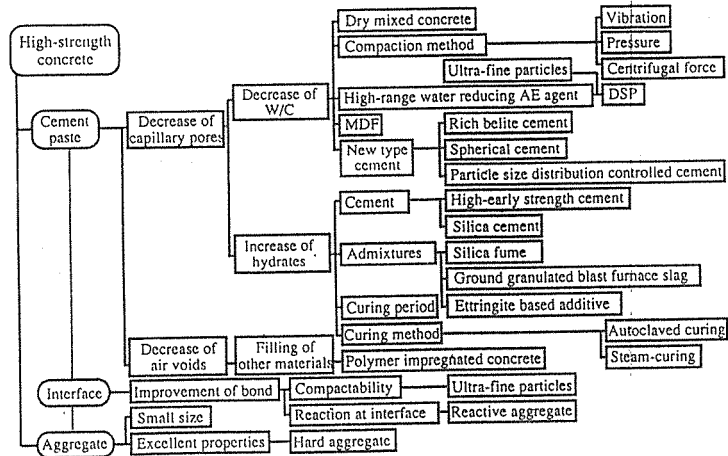 High-strength
concrete
Cement
paste
Decrease of
capillary pores
Decrease of
W/C
Dry mixed concrete
Compaction method
Vibration
Pressure
Centrifugal force
Ultra-fine particles
High-range water reducing AE agent
DSP
MDF
New type
cement
Rich belite cement
Spherical cement
Particle size distribution controlled cement
Increase of
hydrates
Cement
High-early strength cement
Silica cement
Admixtures
Silica fume
Ground granulated blast furnace slag
Ettringite based additive
Curing period
Curing method
Autoclaved curing
Steam-curing
Decrease of
air voids
Filling of
other materials
Polymer impregnated concrete
Interface
Improvement of bond
Compactability
Ultra-fine particles
Reaction at interface
Reactive aggregate
Aggregate
Small size
Excellent properties
Hard aggregate